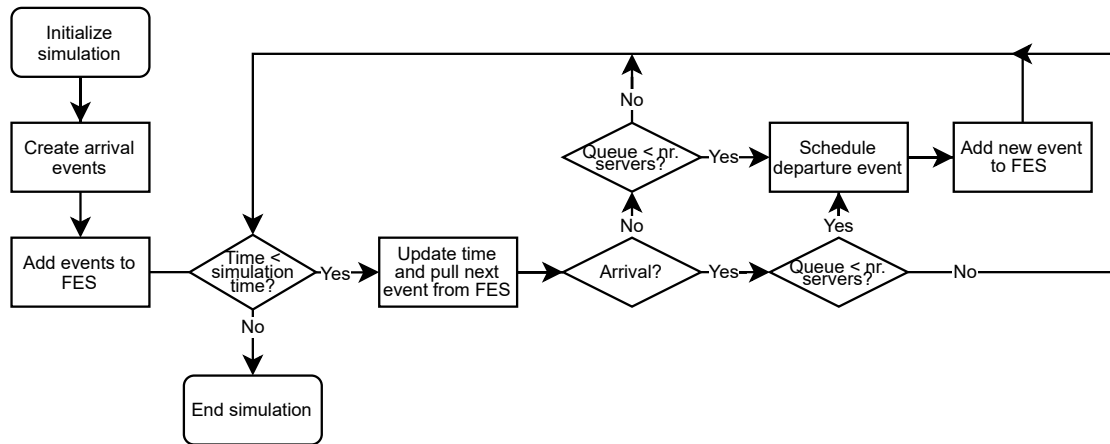 Initialize
simulation
Create arrival
events
Add events to
FES
Time <
simulation
time?
Yes
No
End simulation
Update time
and pull next
event from FES
Arrival?
No
Yes
Queue < nr.
servers?
No
Yes
Queue < nr.
servers?
Yes
No
Schedule
departure event
Add new event
to FES